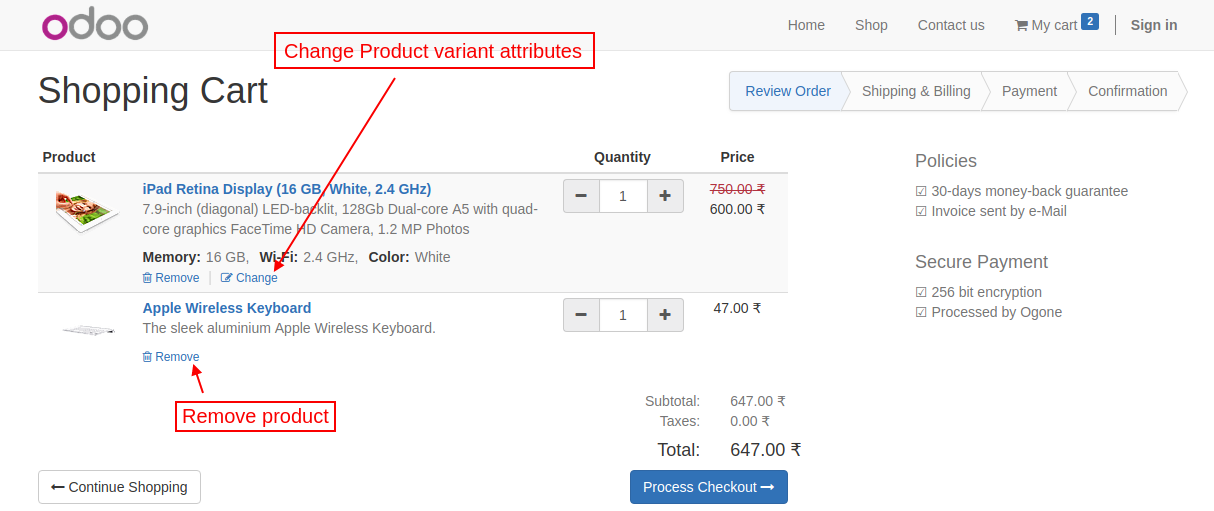 odoo
Home Shop Contact us My cart 2 Sign in
Change Product variant attributes
Shopping Cart
Review Order Shipping & Billing Payment Confirmation
Product Quantity Price
iPad Retina Display (16 GB, White, 2.4 GHz)
7.9-inch (diagonal) LED-backlit, 128Gb Dual-core A5 with quad-
core graphics FaceTime HD Camera, 1.2 MP Photos
Memory: 16 GB, Wi-Fi: 2.4 GHz, Color: White
Remove | Change
1
750.00 ₹
600.00 ₹
Apple Wireless Keyboard
The sleek aluminium Apple Wireless Keyboard.
Remove
1
47.00 ₹
Remove product
Subtotal: 647.00 ₹
Taxes: 0.00 ₹
Total: 647.00 ₹
Continue Shopping
Process Checkout
Policies
☑ 30-days money-back guarantee
☑ Invoice sent by e-Mail
Secure Payment
☑ 256 bit encryption
☑ Processed by Ogone